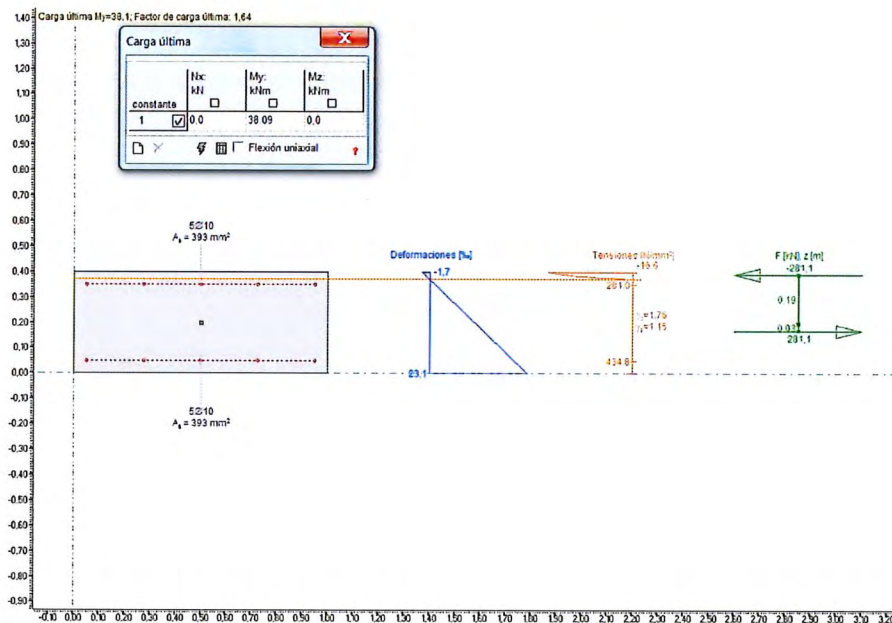 Carga última My=38,1; Factor de carga última: 1,64
Carga última
Nx: My: Mz:
kN kNm kNm
constante
1 0,0 38.09 0,0
Flexión uniaxial
?
5∅10
Aₛ = 393 mm²
Deformaciones [‰]
Tensiones [N/mm²]
F [kN], z [m]
-1,7
-281,1
281,0
0.19
=1.75
=1.15
281,1
434.8
23,1
5∅10
Aₛ = 393 mm²
1,40
1,30
1,20
1,10
1,00
0,90
0,80
0,70
0,60
0,50
0,40
0,30
0,20
0,10
0,00
-0,10
-0,20
-0,30
-0,40
-0,50
-0,60
-0,70
-0,80
-0,90
-0,10 0,00 0,10 0,20 0,30 0,40 0,50 0,60 0,70 0,80 0,90 1,00 1,10 1,20 1,30 1,40 1,50 1,60 1,70 1,80 1,90 2,00 2,10 2,20 2,30 2,40 2,50 2,60 2,70 2,80 2,90 3,00 3,10